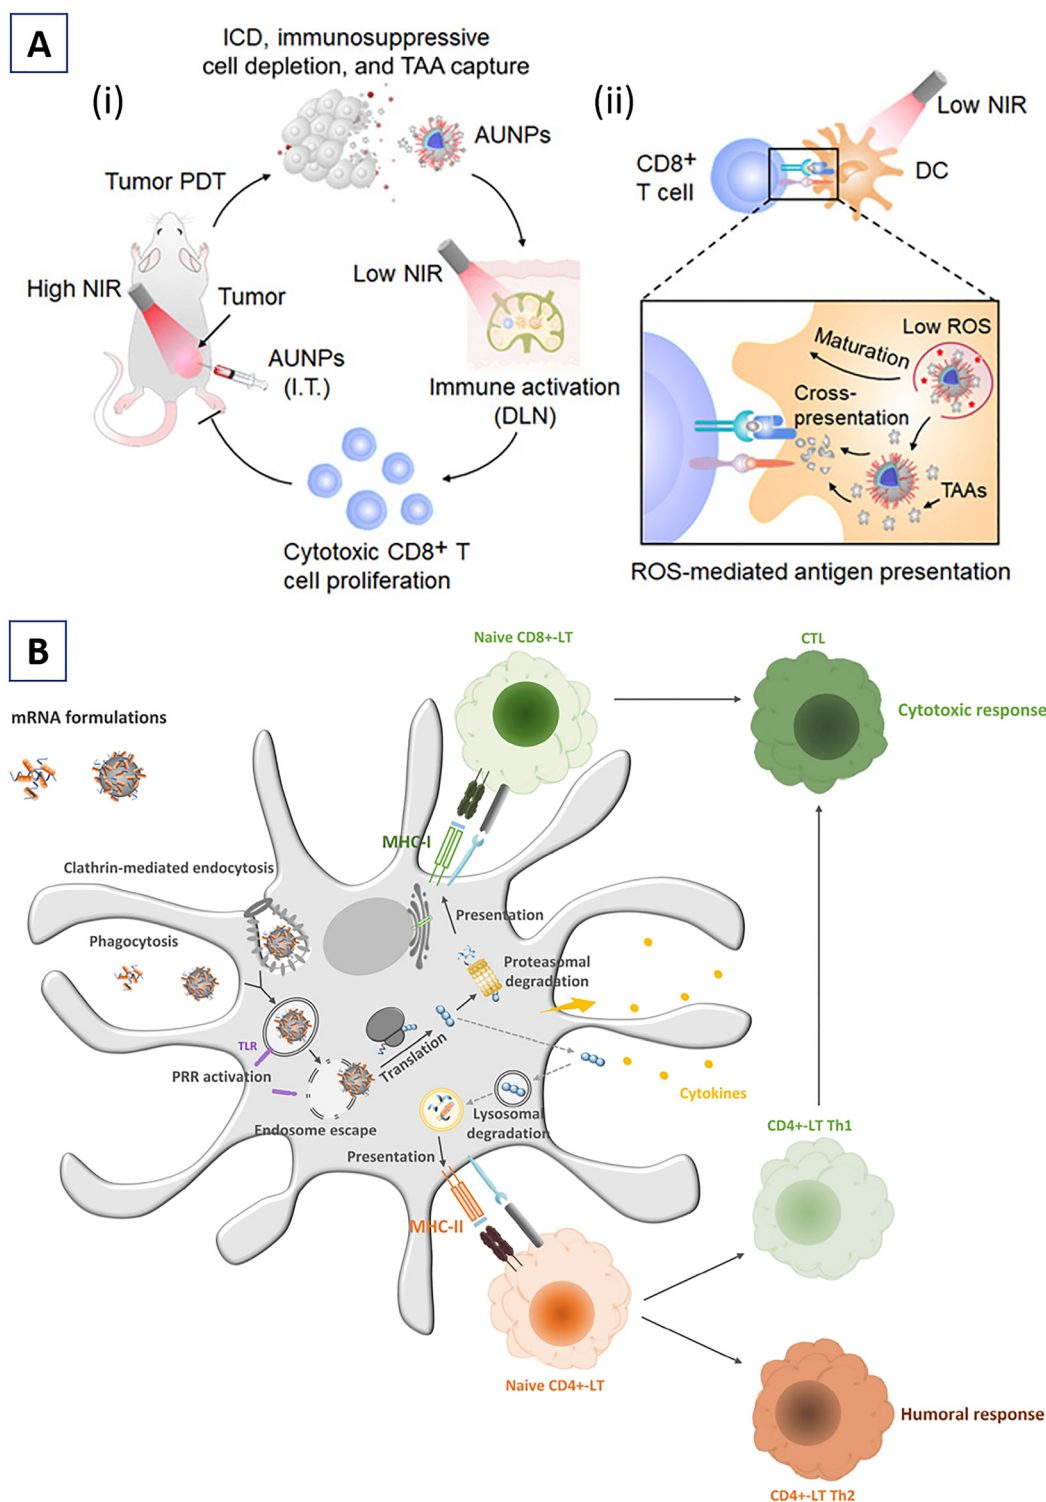 A
(i)
ICD, immunosuppressive
cell depletion, and TAA capture
AUNPs
Tumor PDT
High NIR
Tumor
AUNPs
(I.T.)
Low NIR
Immune activation
(DLN)
Cytotoxic CD8+ T
cell proliferation
(ii)
Low NIR
CD8+
T cell
DC
Low ROS
Maturation
Cross-
presentation
TAAs
ROS-mediated antigen presentation
B
Naive CD8+-LT
CTL
mRNA formulations
Cytotoxic response
MHC-I
Clathrin-mediated endocytosis
Presentation
Phagocytosis
Proteasomal
degradation
TLR
Translation
PRR activation
Cytokines
Endosome escape
Lysosomal
degradation
CD4+-LT Th1
Presentation
MHC-II
Naive CD4+-LT
Humoral response
CD4+-LT Th2